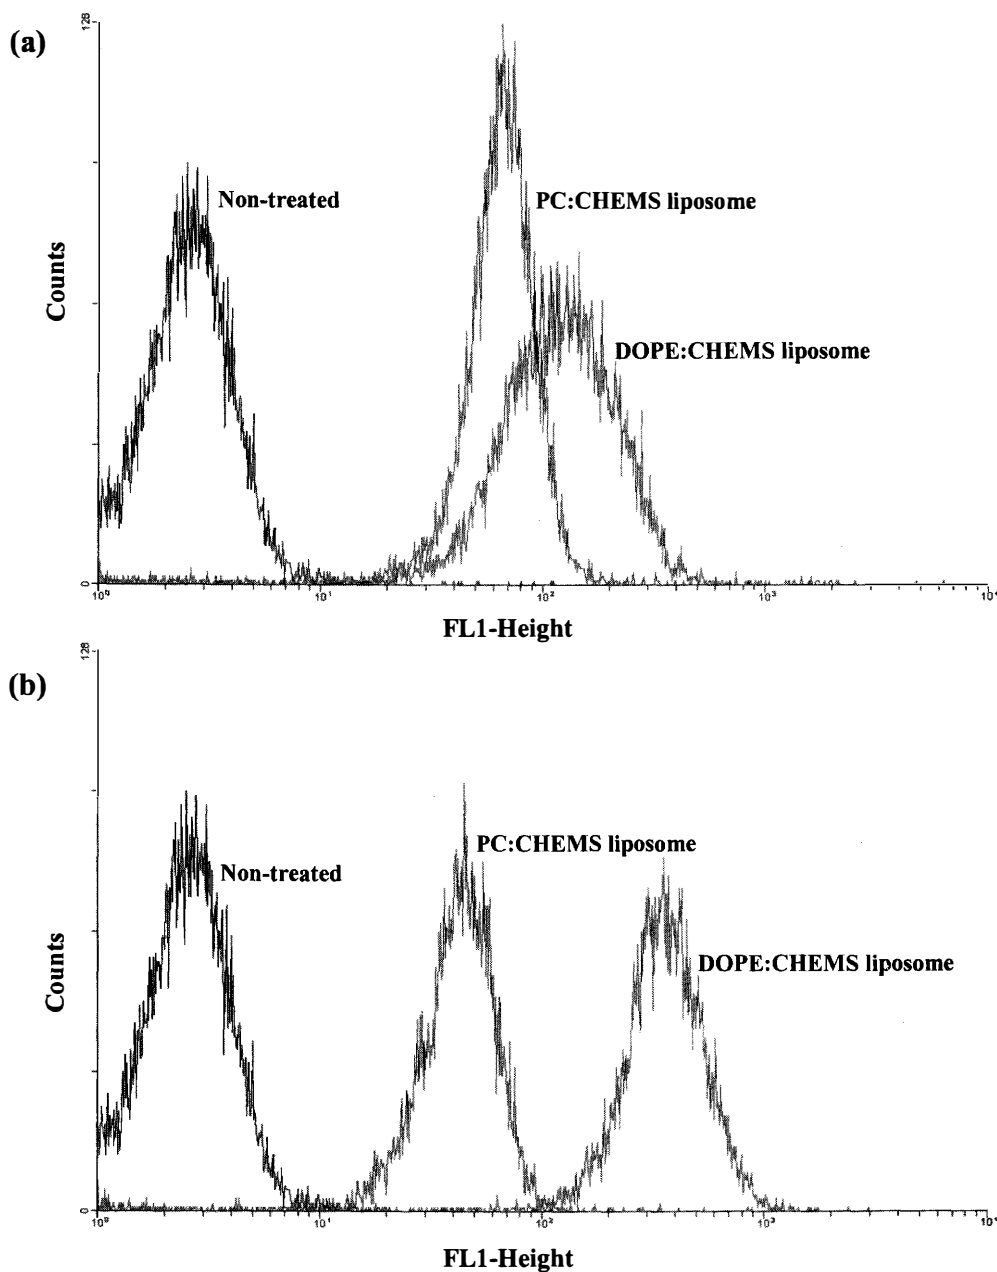 (a)
128
Non-treated
PC:CHEMS liposome
DOPE:CHEMS liposome
Counts
0
10⁰ 10¹ 10² 10³ 10⁴
FL1-Height
128
(b)
PC:CHEMS liposome
Non-treated
DOPE:CHEMS liposome
Counts
0
10⁰ 10¹ 10² 10³
FL1-Height